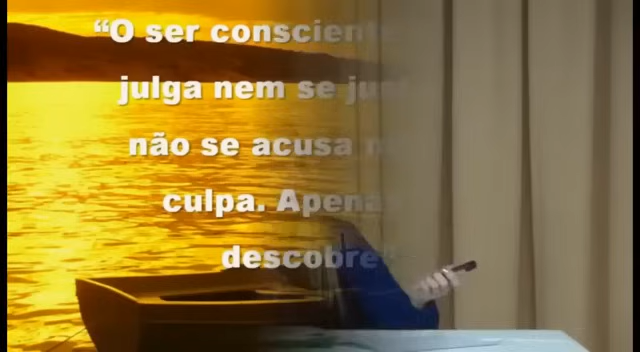 “O ser conscien
julga nem se ju
não se acusa n
culpa. Apena
descobre